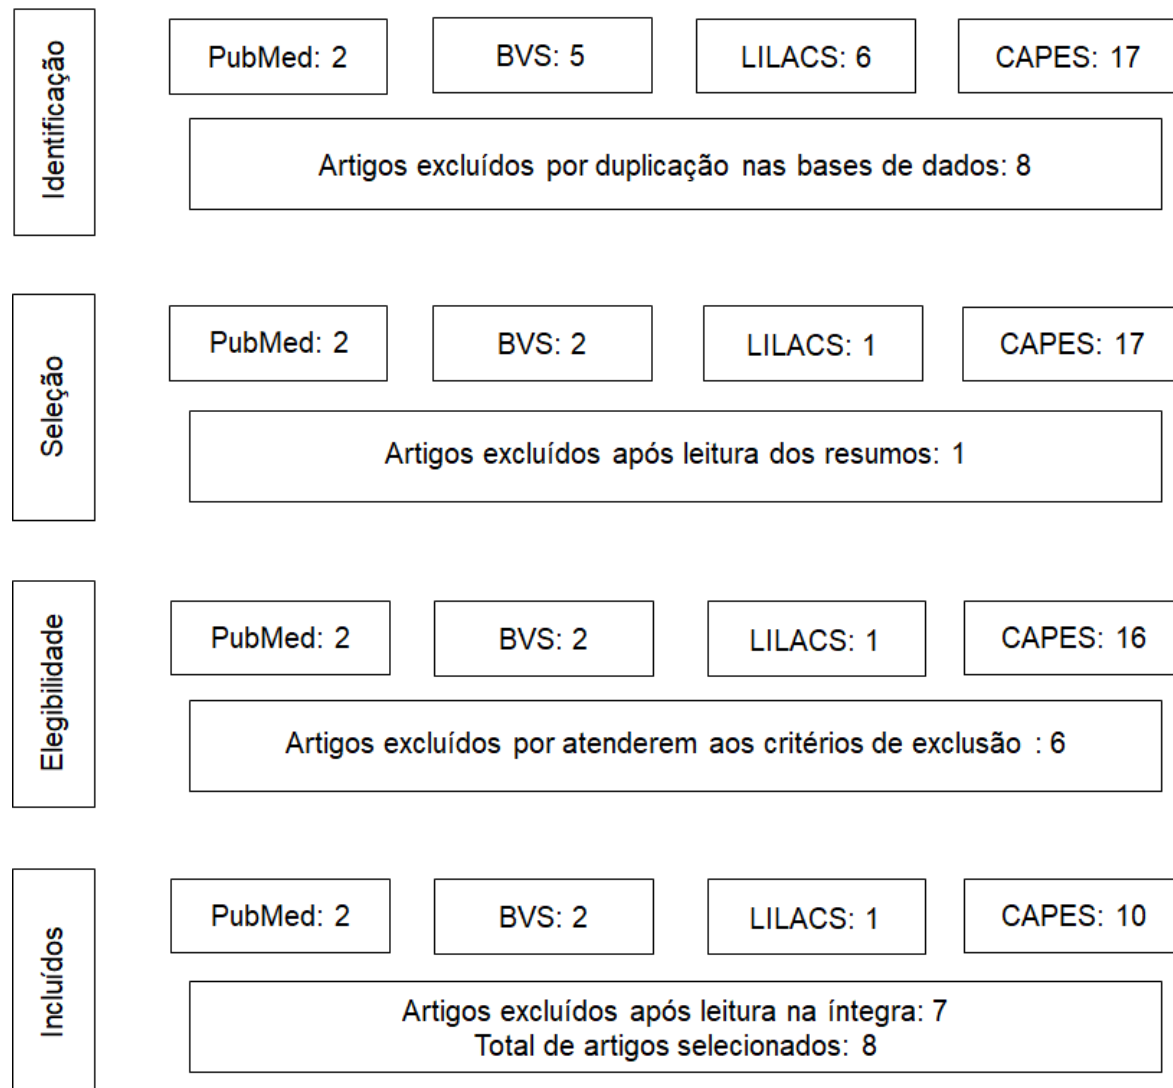 Identificação
PubMed: 2
BVS: 5
LILACS: 6
CAPES: 17
Artigos excluídos por duplicação nas bases de dados: 8
Seleção
PubMed: 2
BVS: 2
LILACS: 1
CAPES: 17
Artigos excluídos após leitura dos resumos: 1
Elegibilidade
PubMed: 2
BVS: 2
LILACS: 1
CAPES: 16
Artigos excluídos por atenderem aos critérios de exclusão : 6
Incluídos
PubMed: 2
BVS: 2
LILACS: 1
CAPES: 10
Artigos excluídos após leitura na íntegra: 7
Total de artigos selecionados: 8